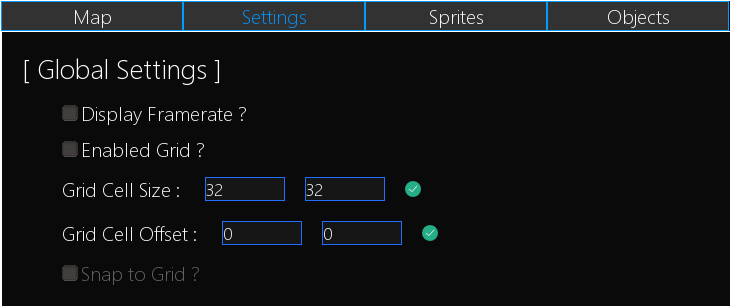 Map Settings Sprites Objects
[ Global Settings ]
Display Framerate ?
Enabled Grid ?
Grid Cell Size : 32 32
Grid Cell Offset : 0 0
Snap to Grid ?